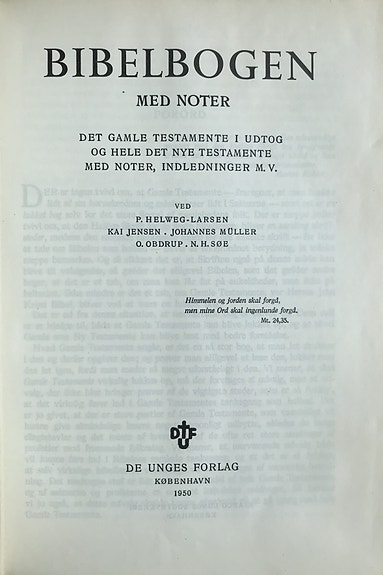 BIBELBOGEN
MED NOTER
DET GAMLE TESTAMENTE I UDTOG
OG HELE DET NYE TESTAMENTE
MED NOTER, INDLEDNINGER M. V.
VED
P. HELWEG-LARSEN
KAI JENSEN . JOHANNES MÜLLER
O. OBDRUP . N. H. SØE
Himmelen og jorden skal forgå,
men mine Ord skal ingenlunde forgå.
Mt. 24,35.
DUF
DE UNGES FORLAG
KØBENHAVN
1950